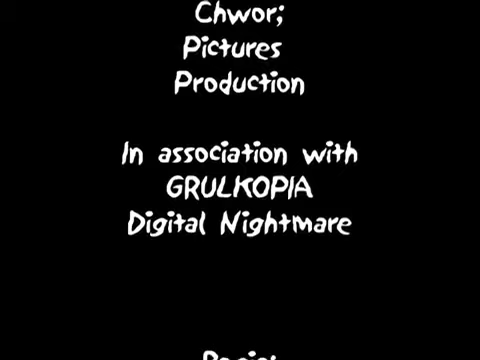 Chwor;
Pictures
Production
In association with
GRULKOPIA
Digital Nightmare